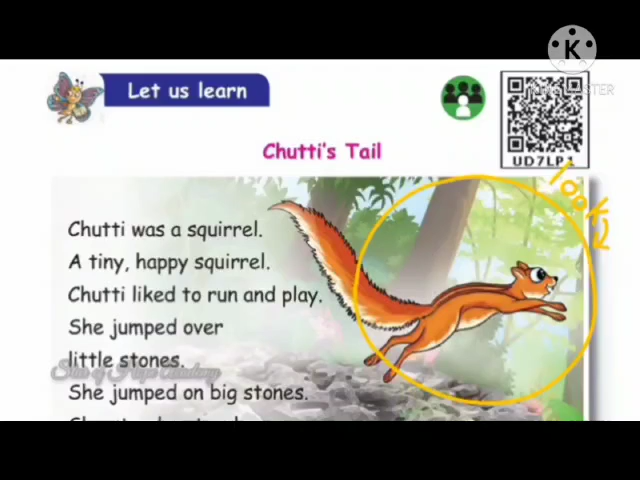 Let us learn
UD7LP1
Chutti's Tail
look
Chutti was a squirrel.
A tiny, happy squirrel.
Chutti liked to run and play.
She jumped over
little stones.
She jumped on big stones.